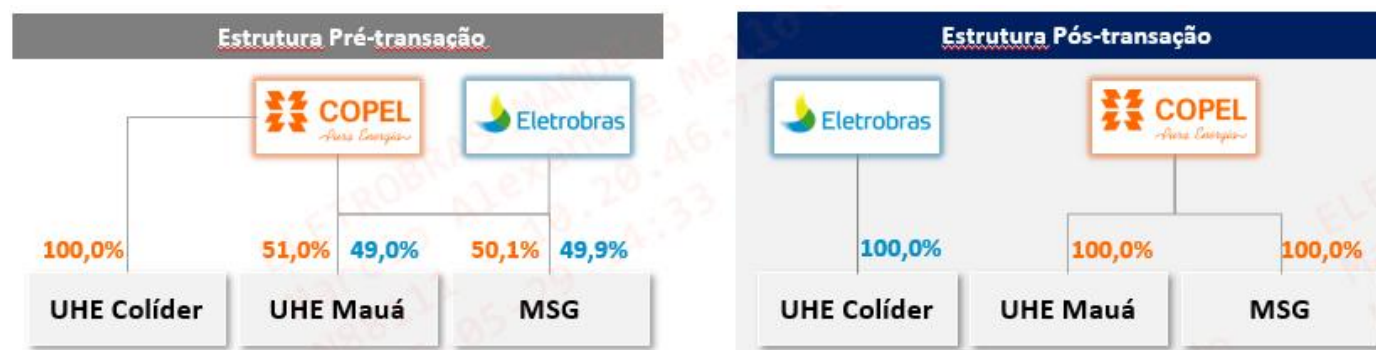 Estrutura Pré-transação
COPEL
Pura Energia
Eletrobras
100,0%
51,0%
49,0%
50,1%
49,9%
UHE Colíder
UHE Mauá
MSG
Estrutura Pós-transação
Eletrobras
COPEL
Pura Energia
100,0%
100,0%
100,0%
UHE Colíder
UHE Mauá
MSG